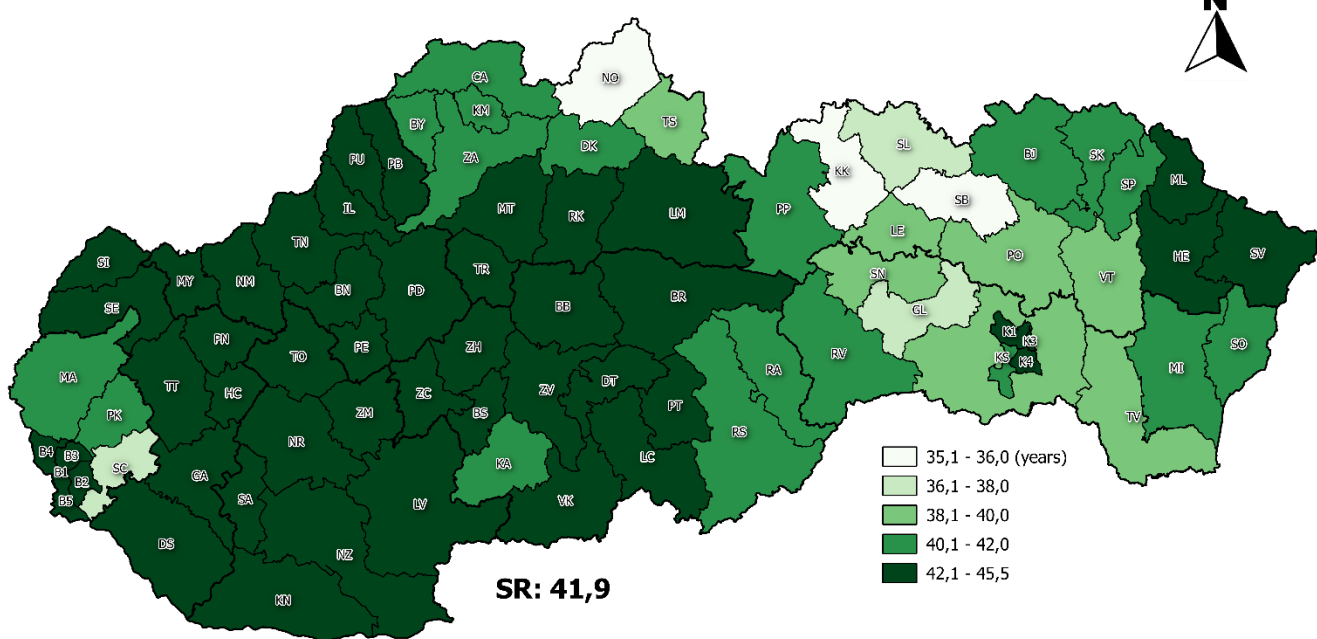 N
CA
NO
KM
BY
TS
DK
ZA
PU
PB
SL
KK
BJ
SK
SP
ML
IL
MT
RK
LM
PP
SB
LE
PO
VT
HE
SV
TN
SI
MY
NM
BN
PD
TR
SN
SE
BB
BR
GL
PN
TO
PE
ZH
K1
K3
KS
K4
SO
MI
MA
TT
HC
ZM
ZC
BS
ZV
DT
PT
RA
RV
PK
TV
NR
RS
B4
B3
SC
B1
B2
B5
GA
SA
KA
LC
LV
VK
DS
NZ
KN
35,1 - 36,0 (years)
36,1 - 38,0
38,1 - 40,0
40,1 - 42,0
42,1 - 45,5
SR: 41,9